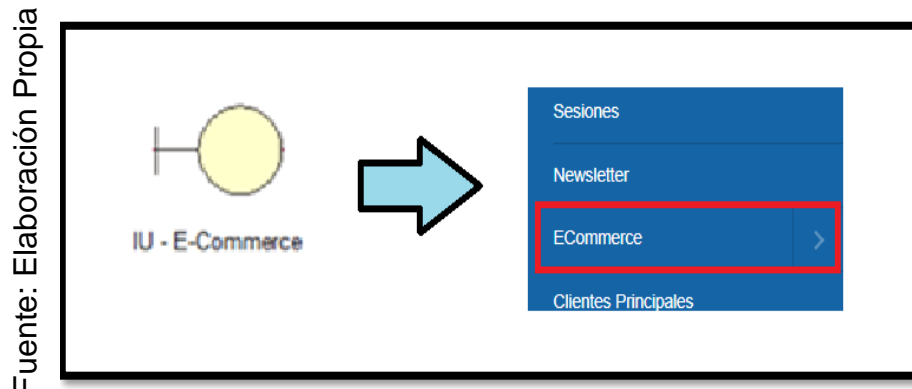 Fuente: Elaboración Propia
IU - E-Commerce
Sesiones
Newsletter
ECommerce
Clientes Principales